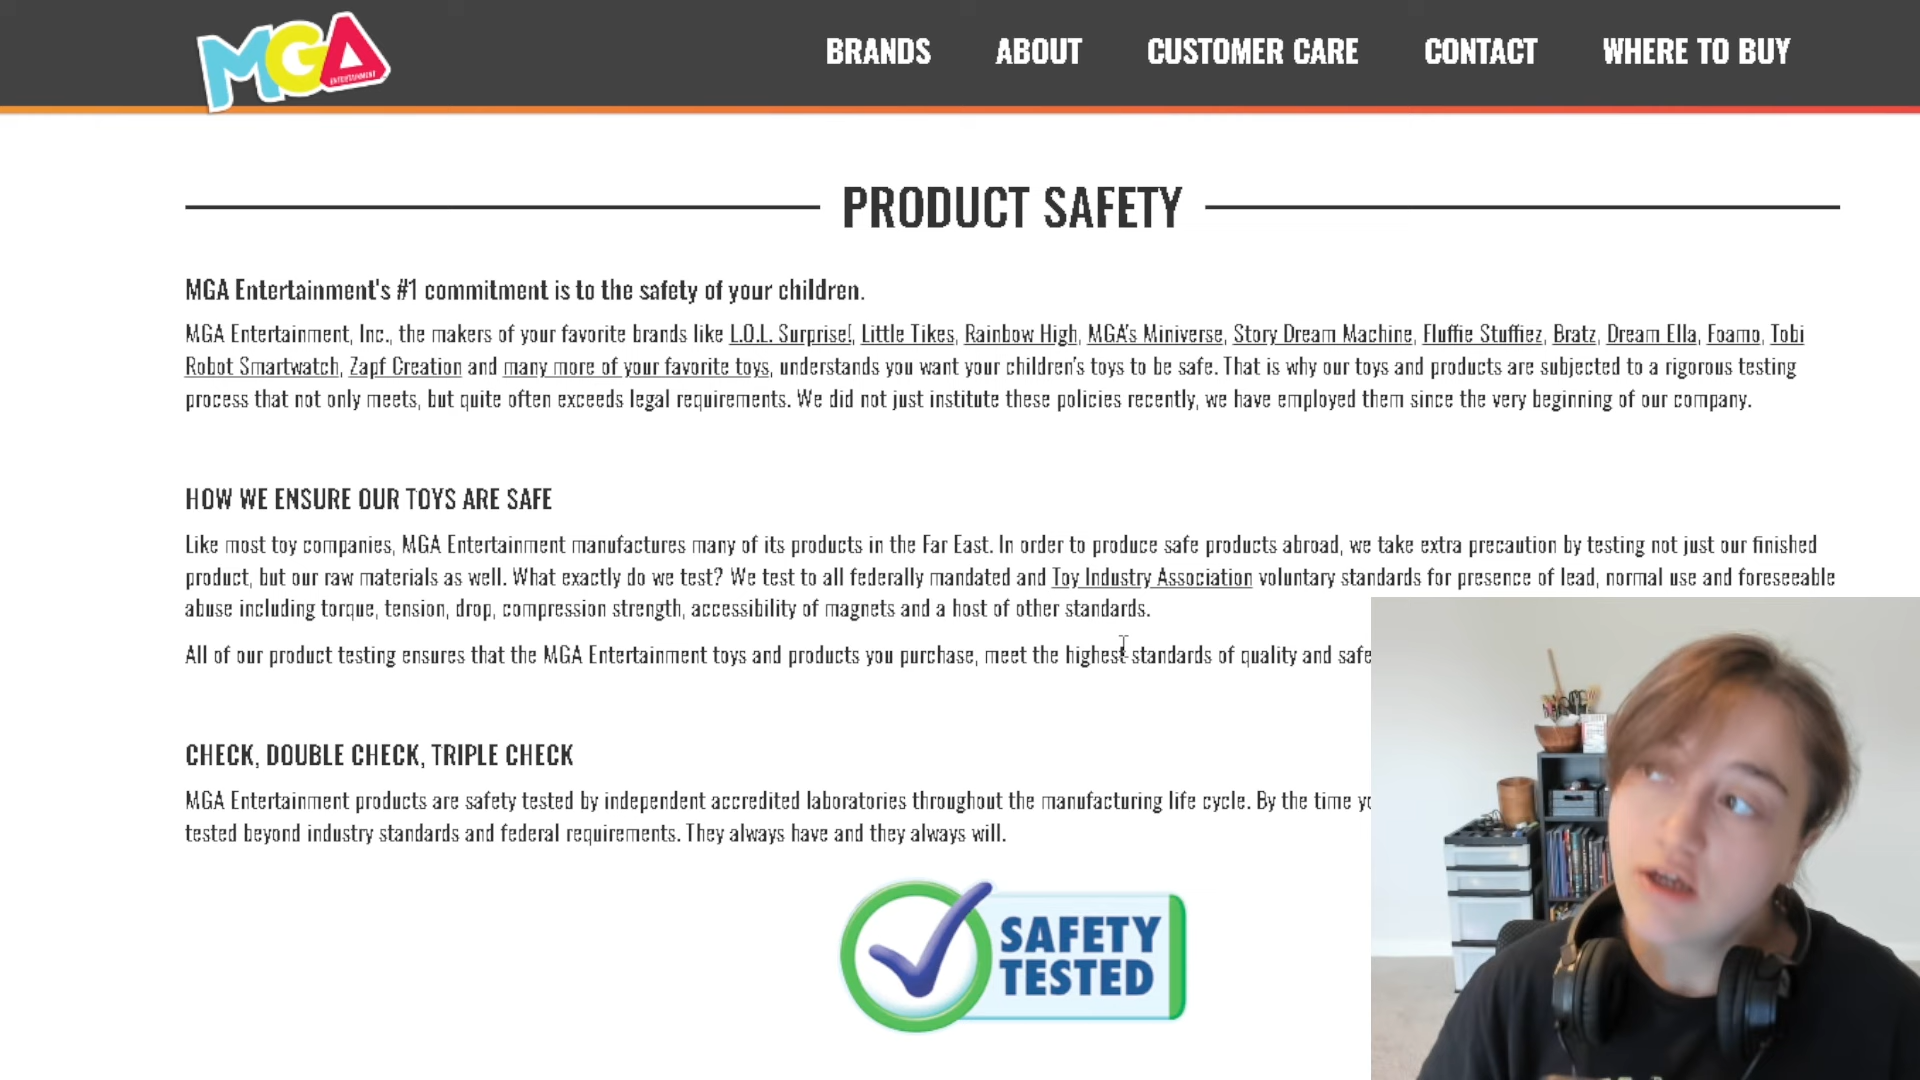 MGA
ENTERTAINMENT
BRANDS ABOUT CUSTOMER CARE CONTACT WHERE TO BUY
PRODUCT SAFETY
MGA Entertainment's #1 commitment is to the safety of your children.
MGA Entertainment, Inc., the makers of your favorite brands like L.O.L. Surprise!, Little Tikes, Rainbow High, MGA's Miniverse, Story Dream Machine, Fluffie Stuffiez, Bratz, Dream Ella, Foamo, Tobi
Robot Smartwatch, Zapf Creation and many more of your favorite toys, understands you want your children's toys to be safe. That is why our toys and products are subjected to a rigorous testing
process that not only meets, but quite often exceeds legal requirements. We did not just institute these policies recently, we have employed them since the very beginning of our company.
HOW WE ENSURE OUR TOYS ARE SAFE
Like most toy companies, MGA Entertainment manufactures many of its products in the Far East. In order to produce safe products abroad, we take extra precaution by testing not just our finished
product, but our raw materials as well. What exactly do we test? We test to all federally mandated and Toy Industry Association voluntary standards for presence of lead, normal use and foreseeable
abuse including torque, tension, drop, compression strength, accessibility of magnets and a host of other standards.
All of our product testing ensures that the MGA Entertainment toys and products you purchase, meet the highest standards of quality and safe
CHECK, DOUBLE CHECK, TRIPLE CHECK
MGA Entertainment products are safety tested by independent accredited laboratories throughout the manufacturing life cycle. By the time yo
tested beyond industry standards and federal requirements. They always have and they always will.
SAFETY
TESTED